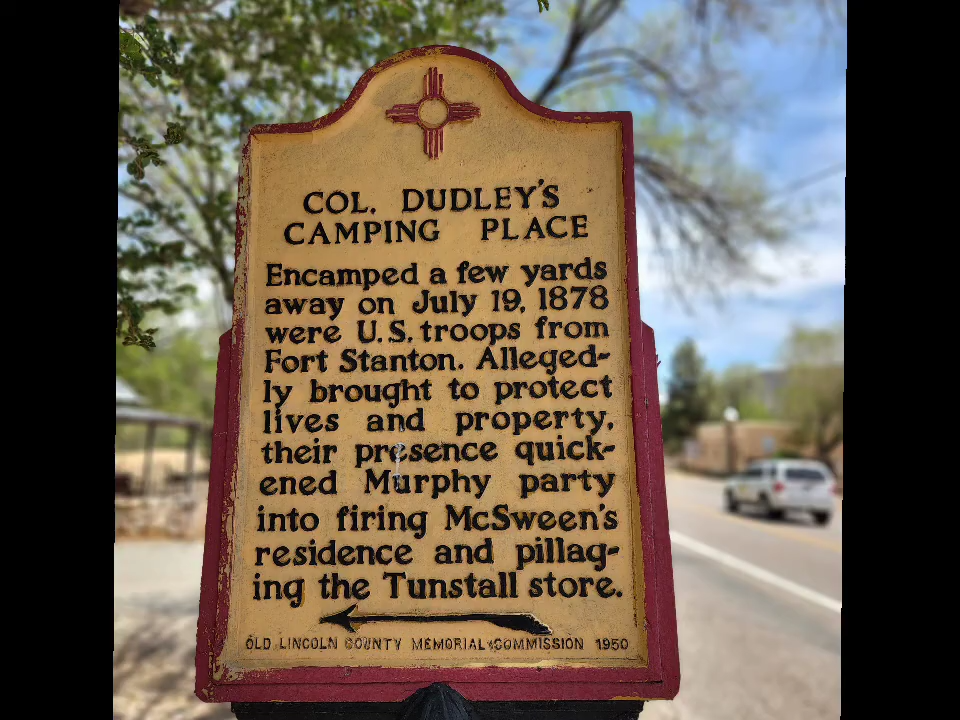 COL. DUDLEY'S
CAMPING PLACE
Encamped a few yards
away on July 19, 1878
were U.S. troops from
Fort Stanton. Alleged-
ly brought to protect
lives and property,
their presence quick-
ened Murphy party
into firing McSween's
residence and pillag-
ing the Tunstall store.
OLD LINCOLN COUNTY MEMORIAL COMMISSION 1950